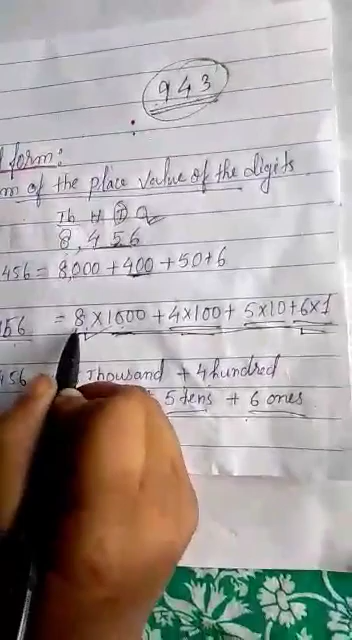 943
form:
m of the place value of the digits
Th H T O
8,456
456 = 8,000 + 400 + 50 + 6
456 = 8×1000 + 4×100 + 5×10 + 6×1
456 Thousand + 4 hundred
5 tens + 6 ones